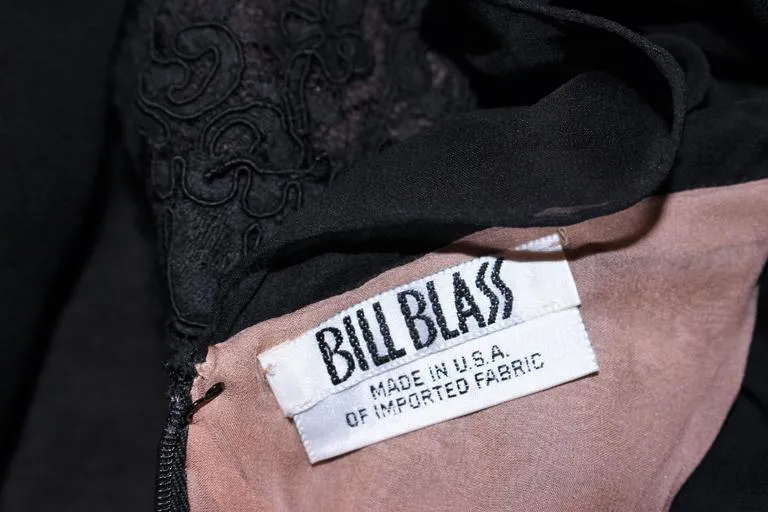 BILL BLASS
MADE IN U.S.A.
OF IMPORTED FABRIC